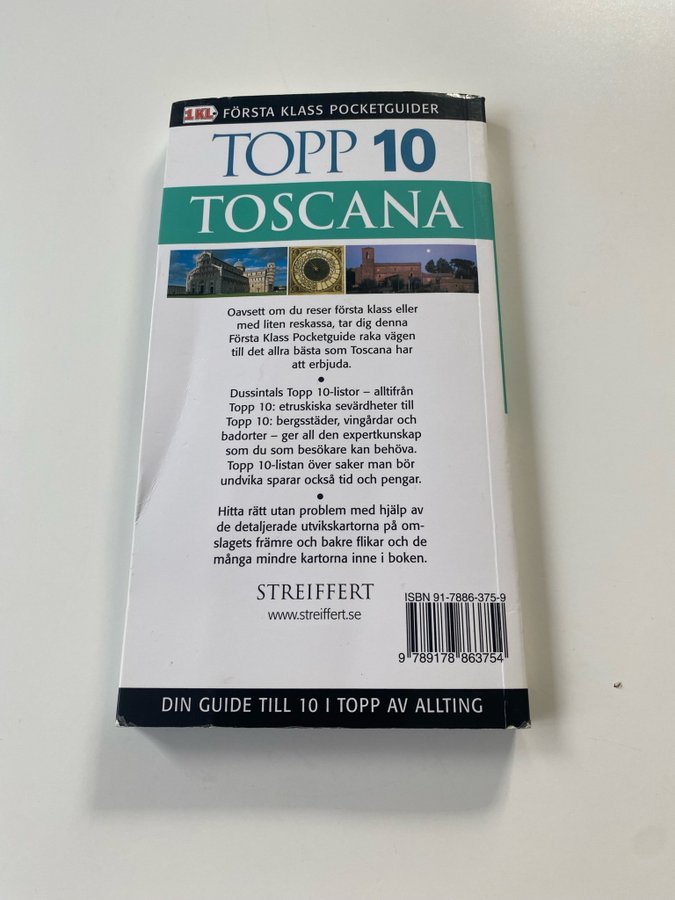 1 KL FÖRSTA KLASS POCKETGUIDER
TOPP 10
TOSCANA
Oavsett om du reser första klass eller
med liten reskassa, tar dig denna
Första Klass Pocketguide raka vägen
till det allra bästa som Toscana har
att erbjuda.
•
Dussintals Topp 10-listor – alltifrån
Topp 10: etruskiska sevärdheter till
Topp 10: bergsstäder, vingårdar och
badorter – ger all den expertkunskap
som du som besökare kan behöva.
Topp 10-listan över saker man bör
undvika sparar också tid och pengar.
•
Hitta rätt utan problem med hjälp av
de detaljerade utvikskartorna på om-
slagets främre och bakre flikar och de
många mindre kartorna inne i boken.
STREIFFERT
www.streiffert.se
ISBN 91-7886-375-9
9 789178 863754
DIN GUIDE TILL 10 I TOPP AV ALLTING